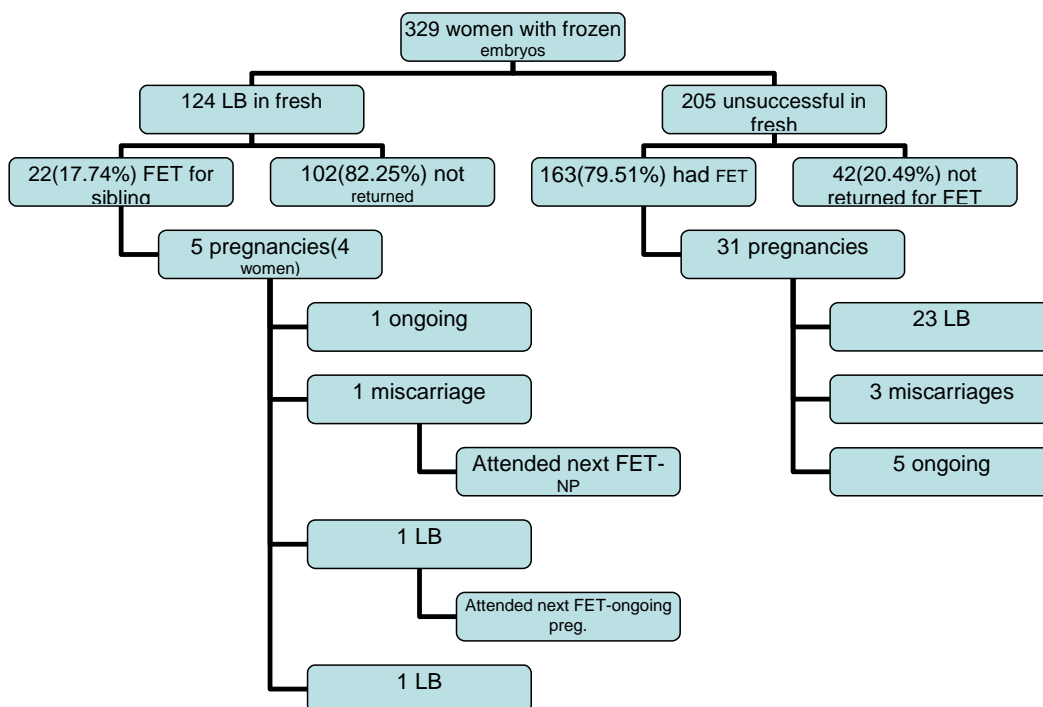 329 women with frozen
embryos
124 LB in fresh
205 unsuccessful in
fresh
22(17.74%) FET for
sibling
102(82.25%) not
returned
163(79.51%) had FET
42(20.49%) not
returned for FET
5 pregnancies(4
women)
31 pregnancies
1 ongoing
23 LB
1 miscarriage
3 miscarriages
Attended next FET-
NP
5 ongoing
1 LB
Attended next FET-ongoing
preg.
1 LB